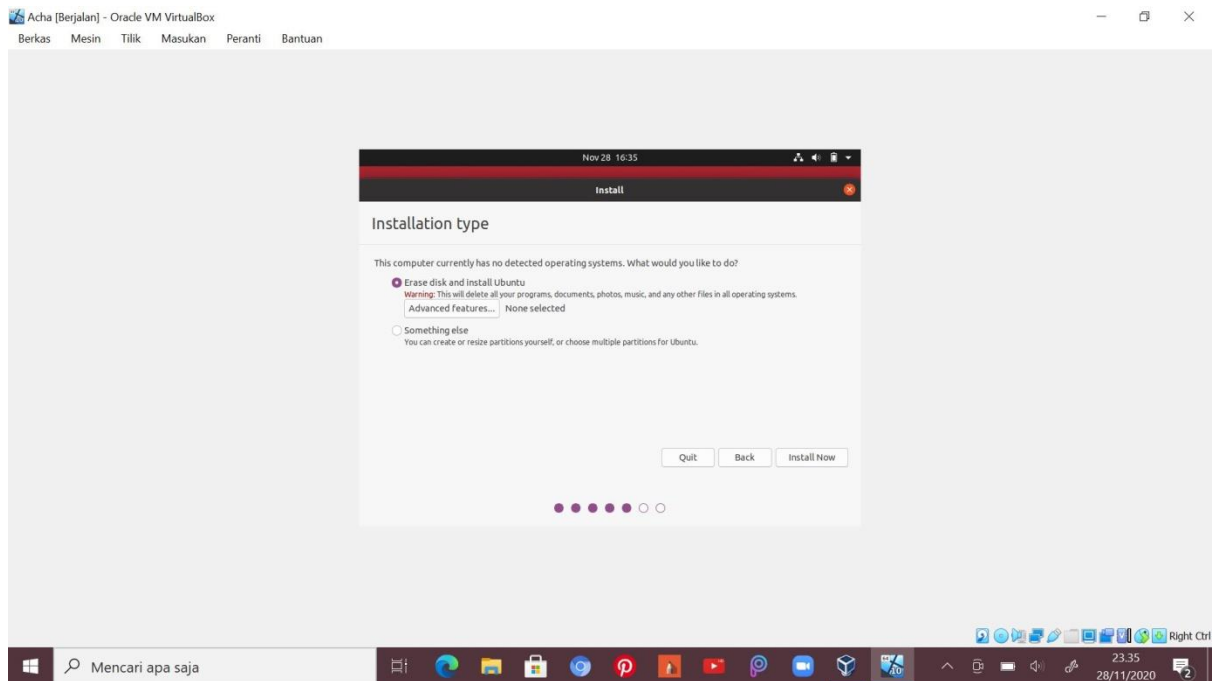 Acha [Berjalan] - Oracle VM VirtualBox
Berkas Mesin Tilik Masukan Peranti Bantuan
Nov 28 16:35
Install
Installation type
This computer currently has no detected operating systems. What would you like to do?
Erase disk and install Ubuntu
Warning: This will delete all your programs, documents, photos, music, and any other files in all operating systems.
Advanced features... None selected
Something else
You can create or resize partitions yourself, or choose multiple partitions for Ubuntu.
Quit Back Install Now
Right Ctrl
Mencari apa saja
23.35
28/11/2020
2